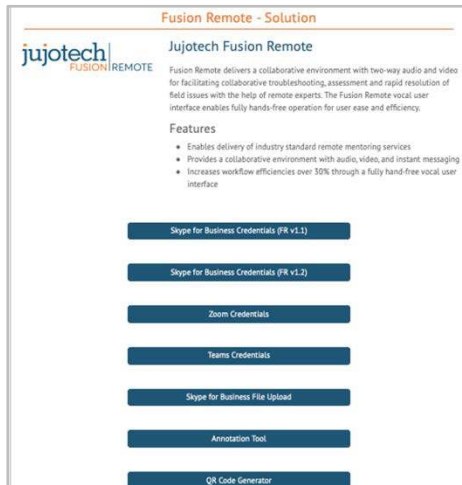 Fusion Remote - Solution
jujotech
FUSION REMOTE
Jujotech Fusion Remote
Fusion Remote delivers a collaborative environment with two-way audio and video
for facilitating collaborative troubleshooting, assessment and rapid resolution of
field issues with the help of remote experts. The Fusion Remote vocal user
interface enables fully hands-free operation for user ease and efficiency.
Features
Enables delivery of industry standard remote mentoring services
Provides a collaborative environment with audio, video, and instant messaging
Increases workflow efficiencies over 30% through a fully hand-free vocal user
interface
Skype for Business Credentials (FR v1.1)
Skype for Business Credentials (FR v1.2)
Zoom Credentials
Teams Credentials
Skype for Business File Upload
Annotation Tool
QR Code Generator